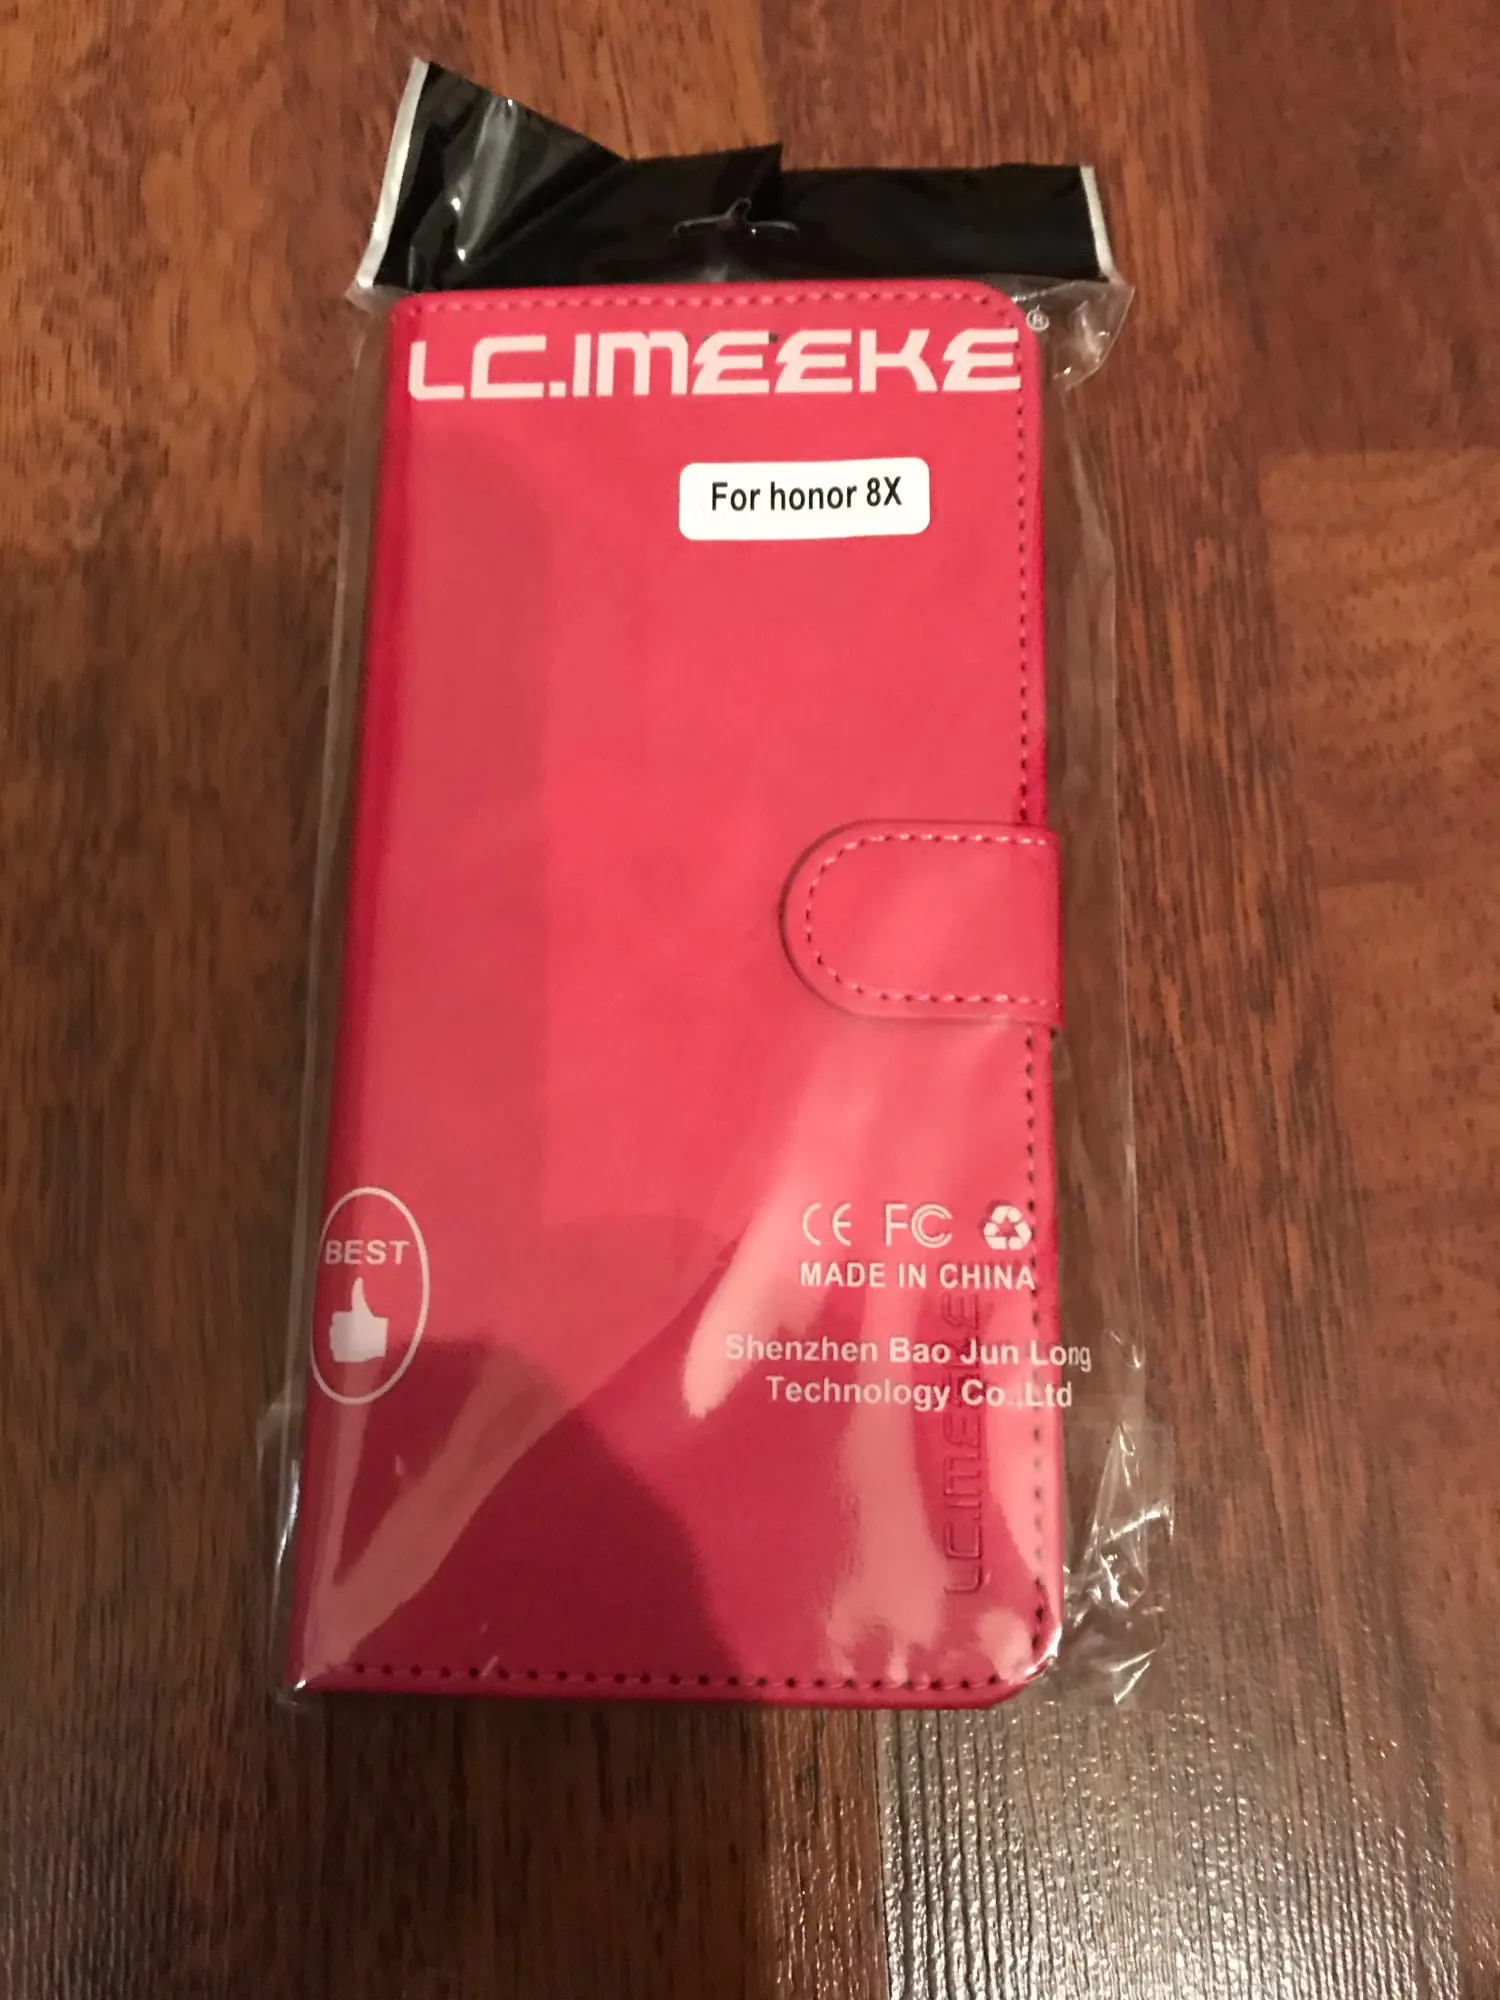 LC.IMEEKE®
For honor 8X
BEST
CE FC
MADE IN CHINA
Shenzhen Bao Jun Long
Technology Co.,Ltd
LC.IMEEKE